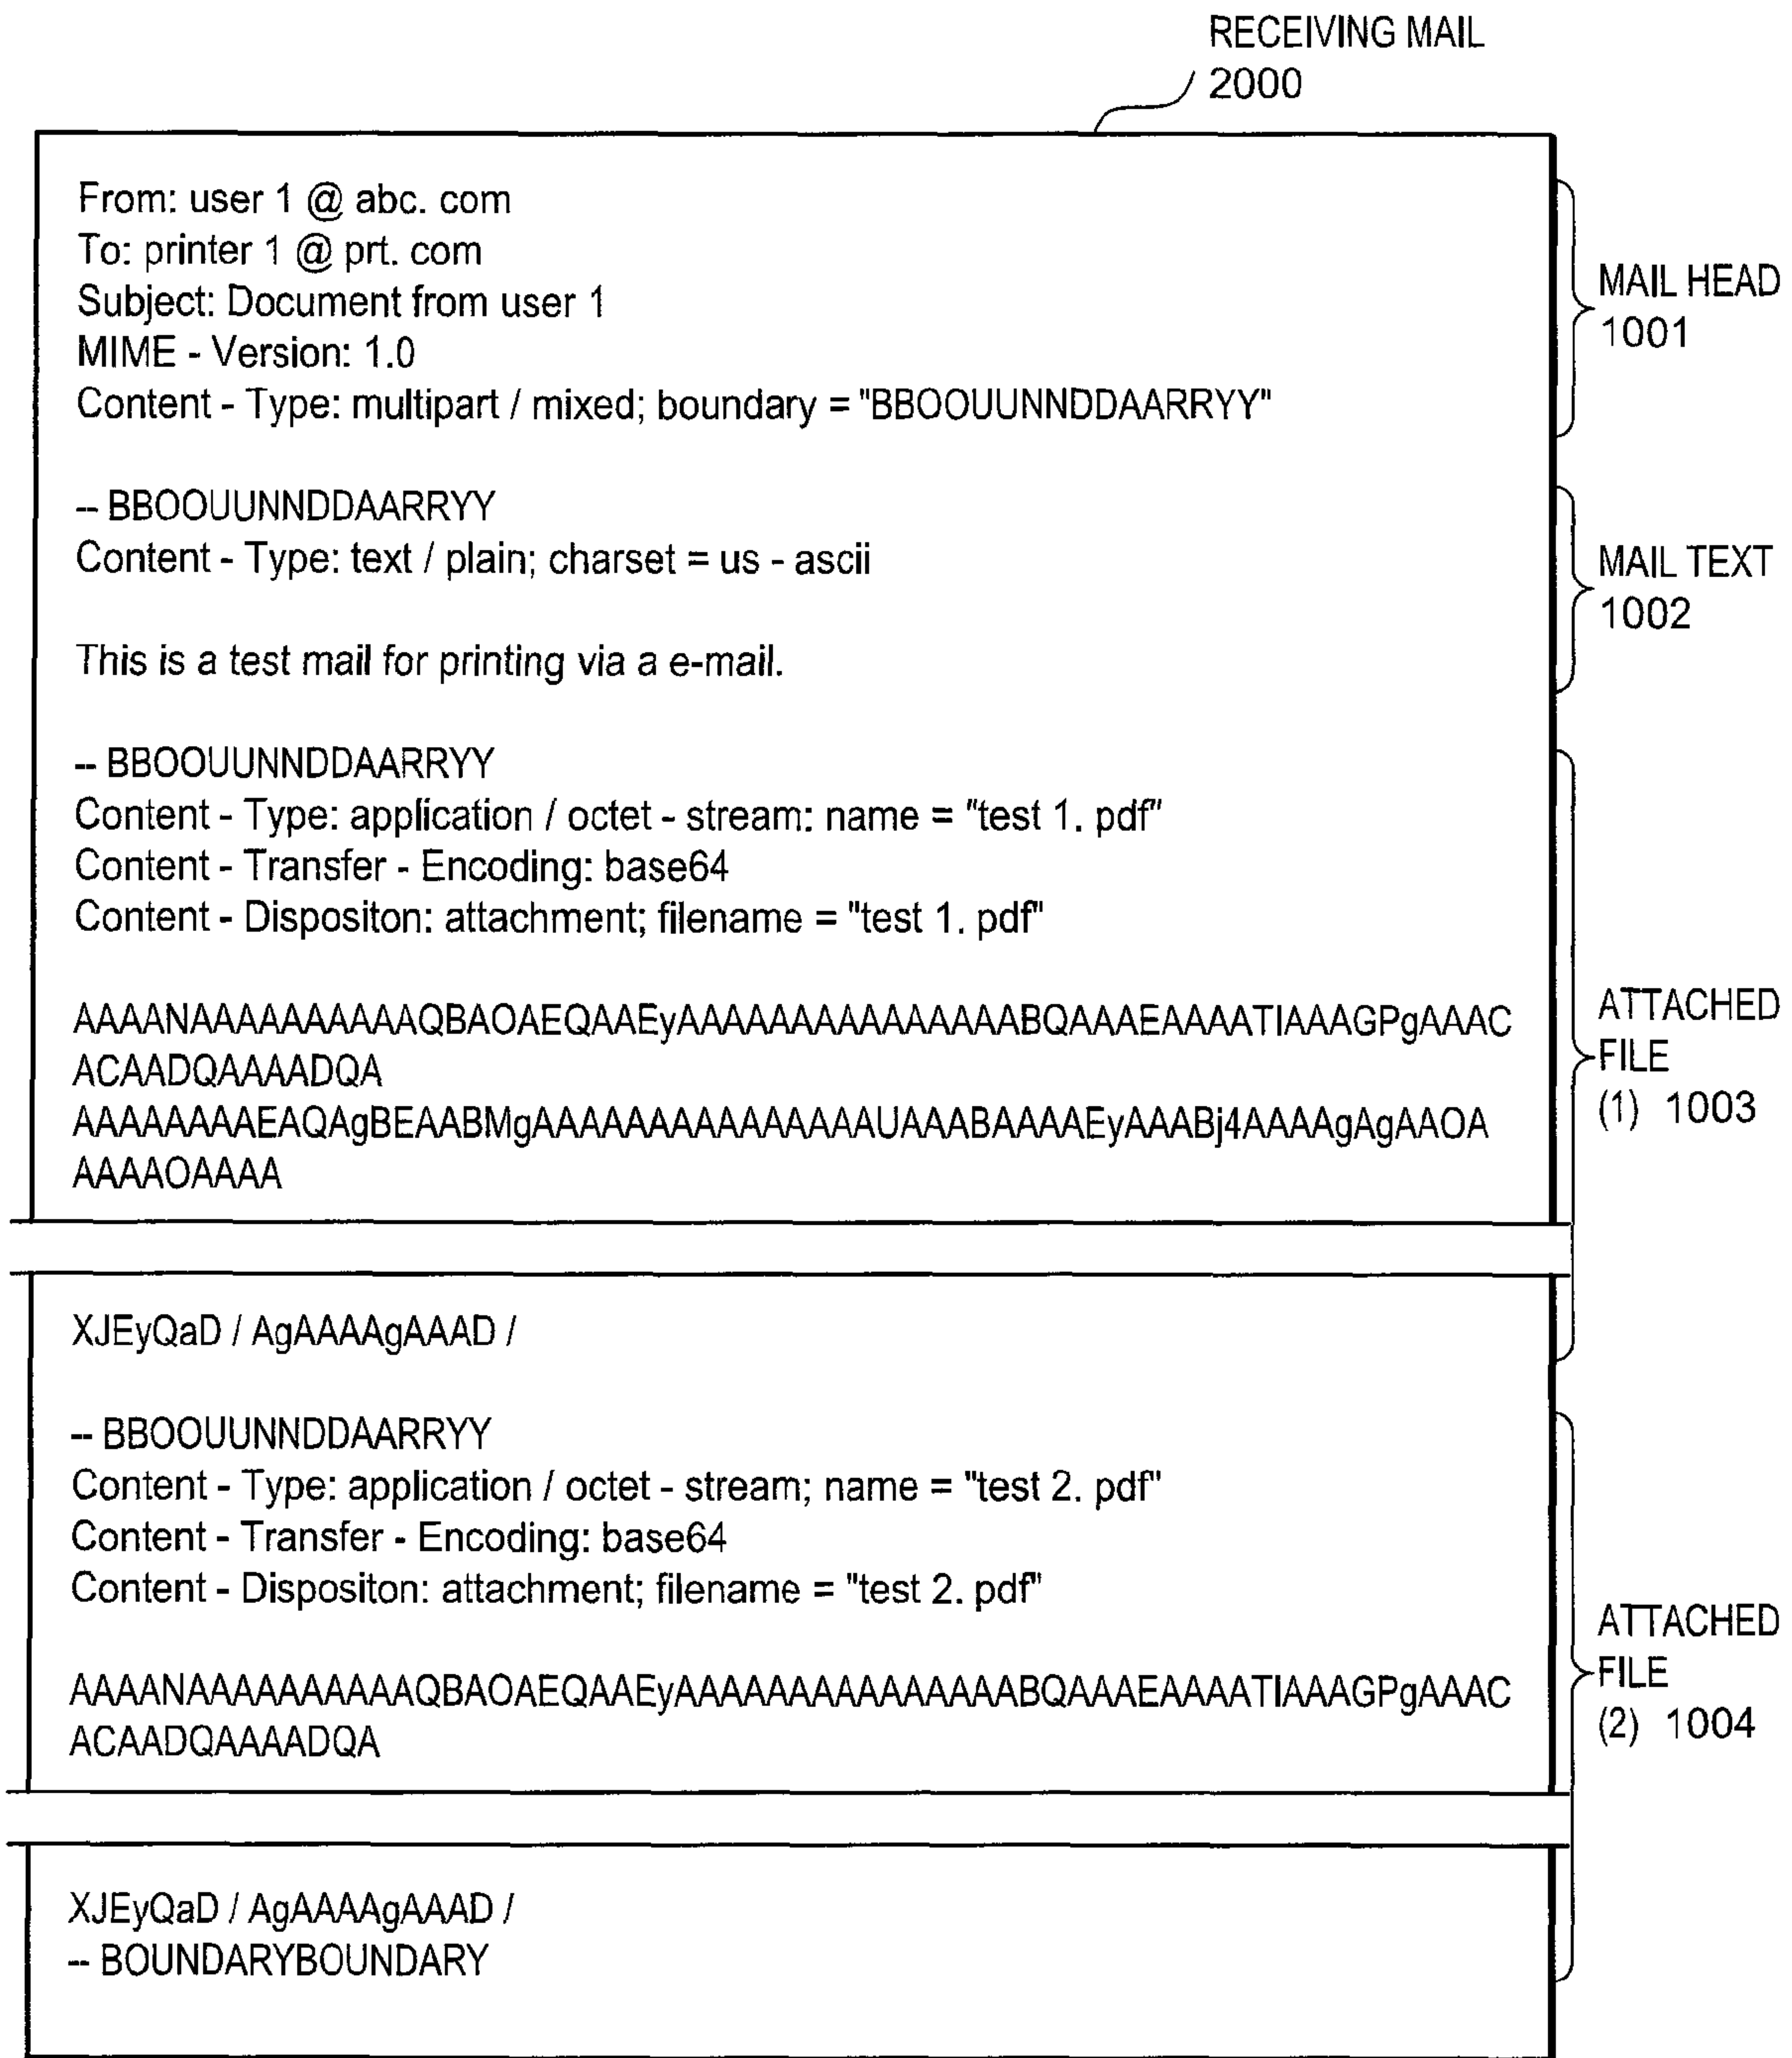 RECEIVING MAIL
2000
From: user 1 @ abc. com
To: printer 1 @ prt. com
Subject: Document from user 1
MIME - Version: 1.0
Content - Type: multipart / mixed; boundary = "BBOOUUNNDDAARRYY"
MAIL HEAD
1001
-- BBOOUUNNDDAARRYY
Content - Type: text / plain; charset = us - ascii
This is a test mail for printing via a e-mail.
MAIL TEXT
1002
-- BBOOUUNNDDAARRYY
Content - Type: application / octet - stream: name = "test 1. pdf"
Content - Transfer - Encoding: base64
Content - Dispositon: attachment; filename = "test 1. pdf"
AAAANAAAAAAAAAAQBAOAEQAAEyAAAAAAAAAAAAAAABQAAAEAAAATIAAAGPgAAAC
ACAADQAAAADQA
AAAAAAAAEAQAgBEAABMgAAAAAAAAAAAAAAAUAAABAAAAEyAAABj4AAAAgAgAAOA
AAAAOAAAA
XJEyQaD / AgAAAAgAAAD /
ATTACHED
FILE
(1) 1003
-- BBOOUUNNDDAARRYY
Content - Type: application / octet - stream; name = "test 2. pdf"
Content - Transfer - Encoding: base64
Content - Dispositon: attachment; filename = "test 2. pdf"
AAAANAAAAAAAAAAQBAOAEQAAEyAAAAAAAAAAAAAAABQAAAEAAAATIAAAGPgAAAC
ACAADQAAAADQA
XJEyQaD / AgAAAAgAAAD /
-- BOUNDARYBOUNDARY
ATTACHED
FILE
(2) 1004